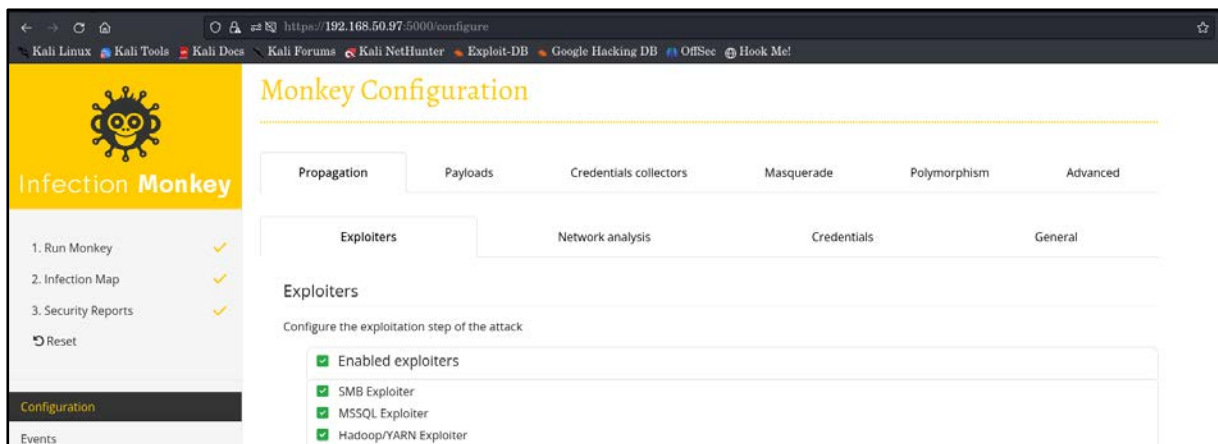 https://192.168.50.97:5000/configure
Kali Linux Kali Tools Kali Docs Kali Forums Kali NetHunter Exploit-DB Google Hacking DB OffSec Hook Me!
Infection Monkey
1. Run Monkey
2. Infection Map
3. Security Reports
Reset
Configuration
Events
Monkey Configuration
Propagation Payloads Credentials collectors Masquerade Polymorphism Advanced
Exploiters Network analysis Credentials General
Exploiters
Configure the exploitation step of the attack
Enabled exploiters
SMB Exploiter
MSSQL Exploiter
Hadoop/YARN Exploiter